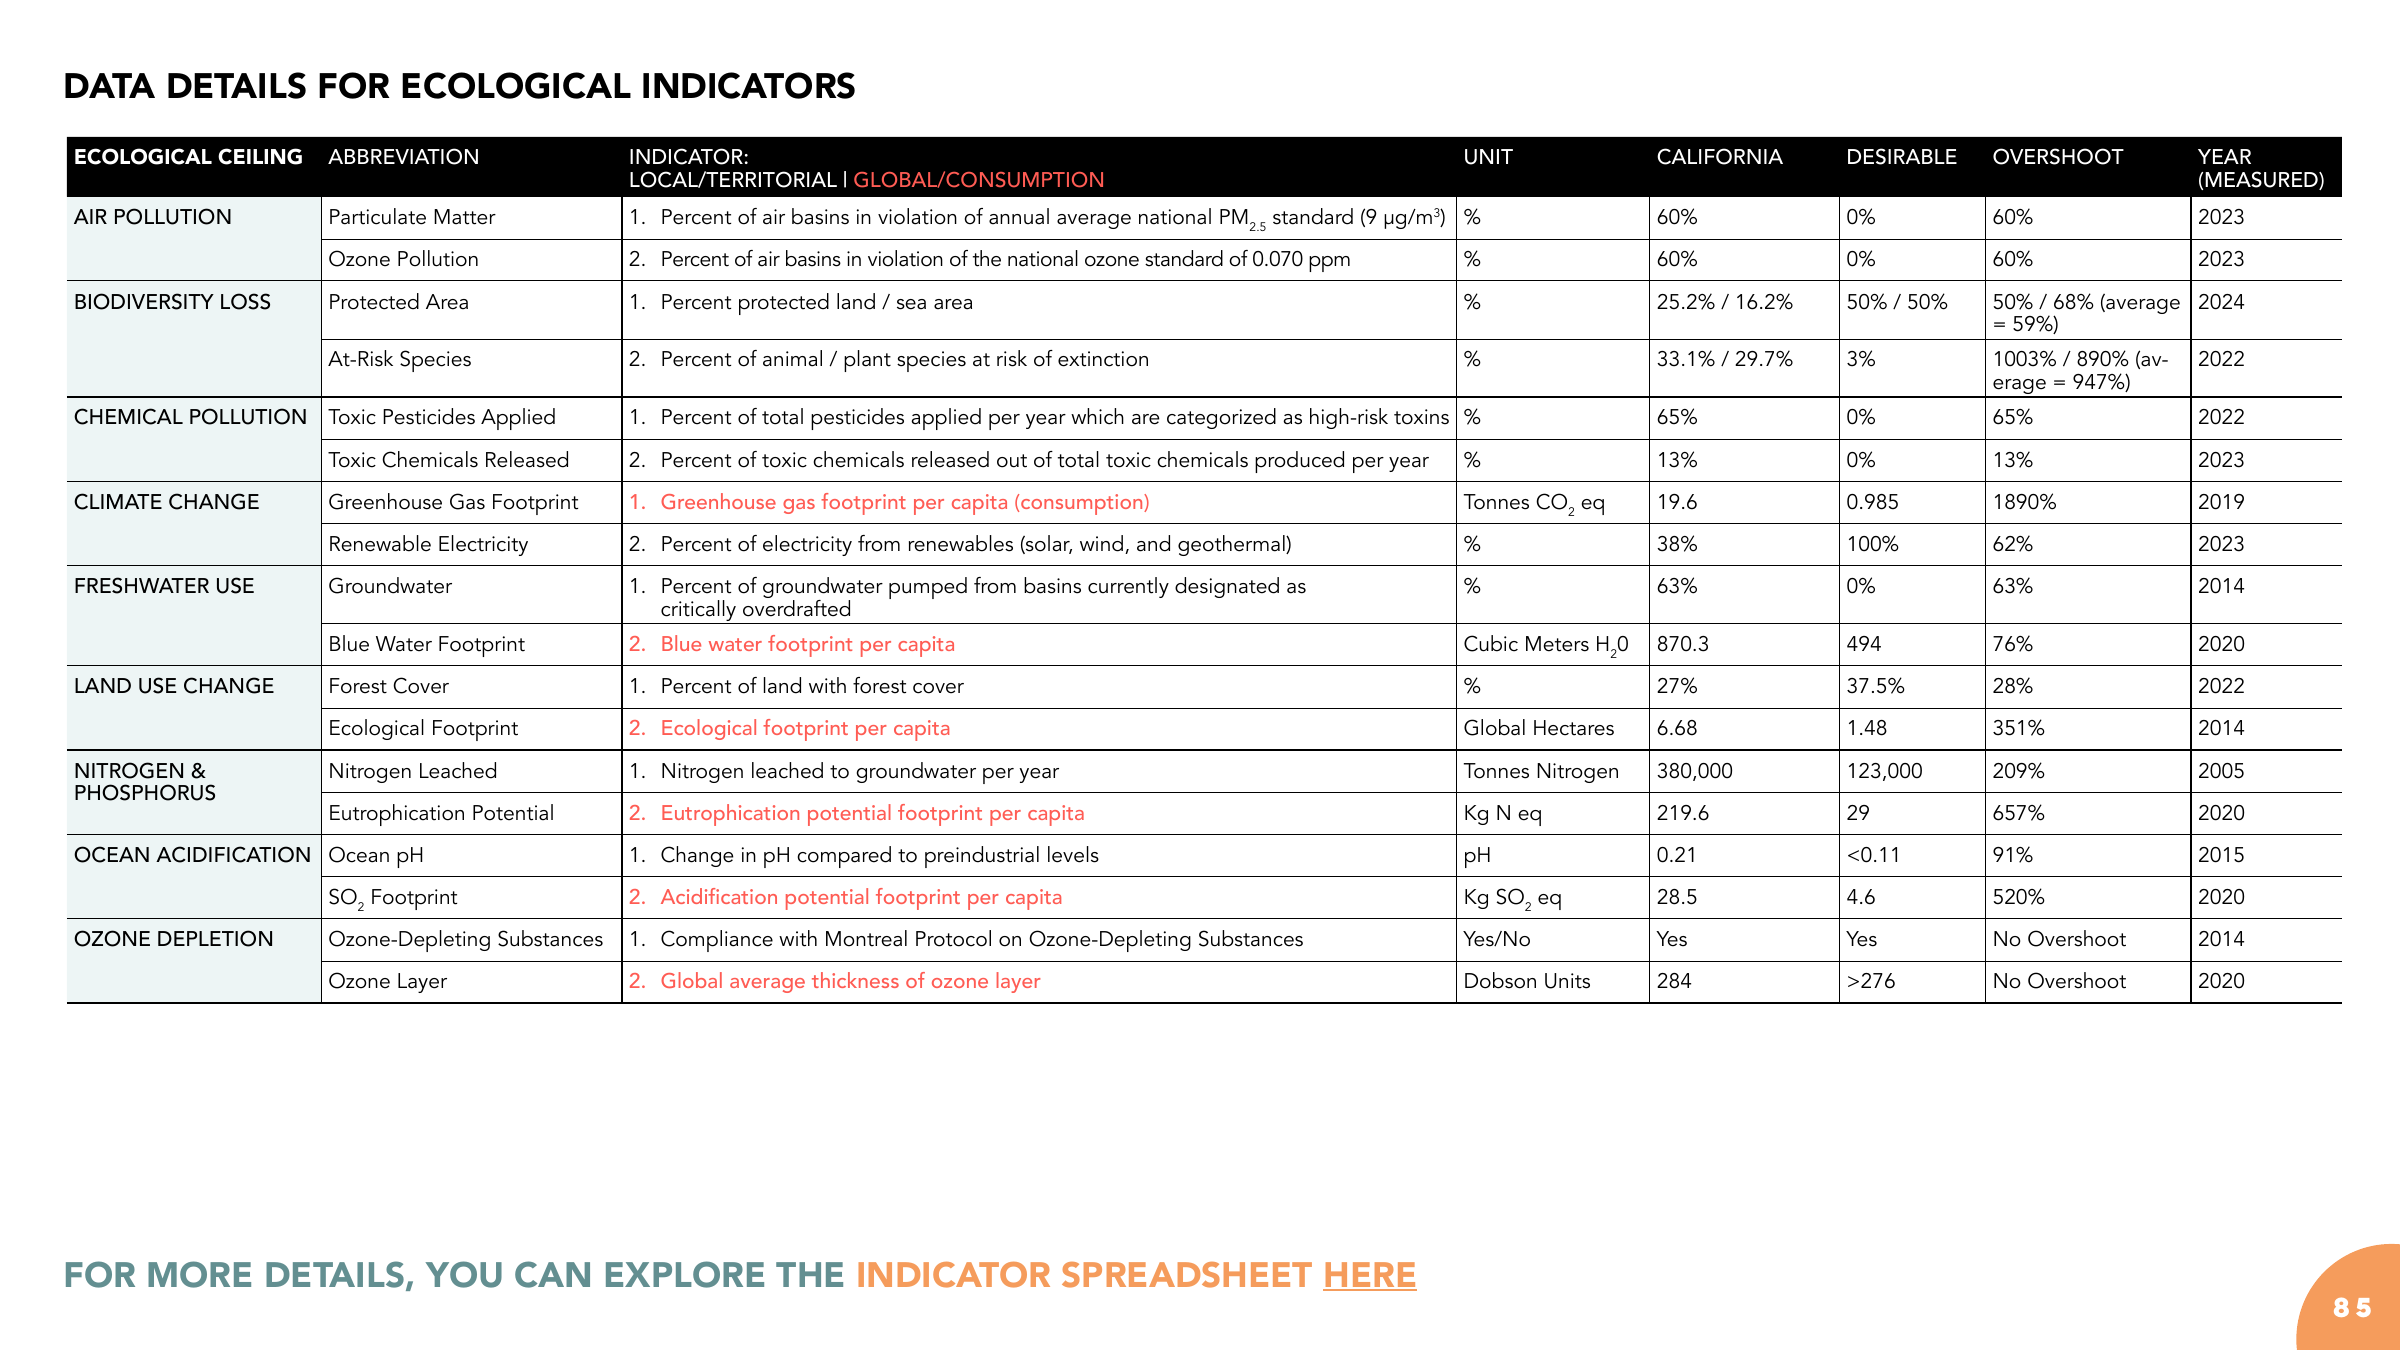 DATA DETAILS FOR ECOLOGICAL INDICATORS
ECOLOGICAL CEILING ABBREVIATION INDICATOR: UNIT CALIFORNIA DESIRABLE OVERSHOOT YEAR
LOCAL/TERRITORIAL | GLOBAL/CONSUMPTION (MEASURED)
AIR POLLUTION Particulate Matter 1. Percent of air basins in violation of annual average national PM2.5 standard (9 µg/m³) % 60% 0% 60% 2023
Ozone Pollution 2. Percent of air basins in violation of the national ozone standard of 0.070 ppm % 60% 0% 60% 2023
BIODIVERSITY LOSS Protected Area 1. Percent protected land / sea area % 25.2% / 16.2% 50% / 50% 50% / 68% (average 2024
= 59%)
At-Risk Species 2. Percent of animal / plant species at risk of extinction % 33.1% / 29.7% 3% 1003% / 890% (av- 2022
erage = 947%)
CHEMICAL POLLUTION Toxic Pesticides Applied 1. Percent of total pesticides applied per year which are categorized as high-risk toxins % 65% 0% 65% 2022
Toxic Chemicals Released 2. Percent of toxic chemicals released out of total toxic chemicals produced per year % 13% 0% 13% 2023
CLIMATE CHANGE Greenhouse Gas Footprint 1. Greenhouse gas footprint per capita (consumption) Tonnes CO₂ eq 19.6 0.985 1890% 2019
Renewable Electricity 2. Percent of electricity from renewables (solar, wind, and geothermal) % 38% 100% 62% 2023
FRESHWATER USE Groundwater 1. Percent of groundwater pumped from basins currently designated as % 63% 0% 63% 2014
critically overdrafted
Blue Water Footprint 2. Blue water footprint per capita Cubic Meters H₂0 870.3 494 76% 2020
LAND USE CHANGE Forest Cover 1. Percent of land with forest cover % 27% 37.5% 28% 2022
Ecological Footprint 2. Ecological footprint per capita Global Hectares 6.68 1.48 351% 2014
NITROGEN & Nitrogen Leached 1. Nitrogen leached to groundwater per year Tonnes Nitrogen 380,000 123,000 209% 2005
PHOSPHORUS
Eutrophication Potential 2. Eutrophication potential footprint per capita Kg N eq 219.6 29 657% 2020
OCEAN ACIDIFICATION Ocean pH 1. Change in pH compared to preindustrial levels pH 0.21 <0.11 91% 2015
SO₂ Footprint 2. Acidification potential footprint per capita Kg SO₂ eq 28.5 4.6 520% 2020
OZONE DEPLETION Ozone-Depleting Substances 1. Compliance with Montreal Protocol on Ozone-Depleting Substances Yes/No Yes Yes No Overshoot 2014
Ozone Layer 2. Global average thickness of ozone layer Dobson Units 284 >276 No Overshoot 2020
FOR MORE DETAILS, YOU CAN EXPLORE THE INDICATOR SPREADSHEET HERE
85